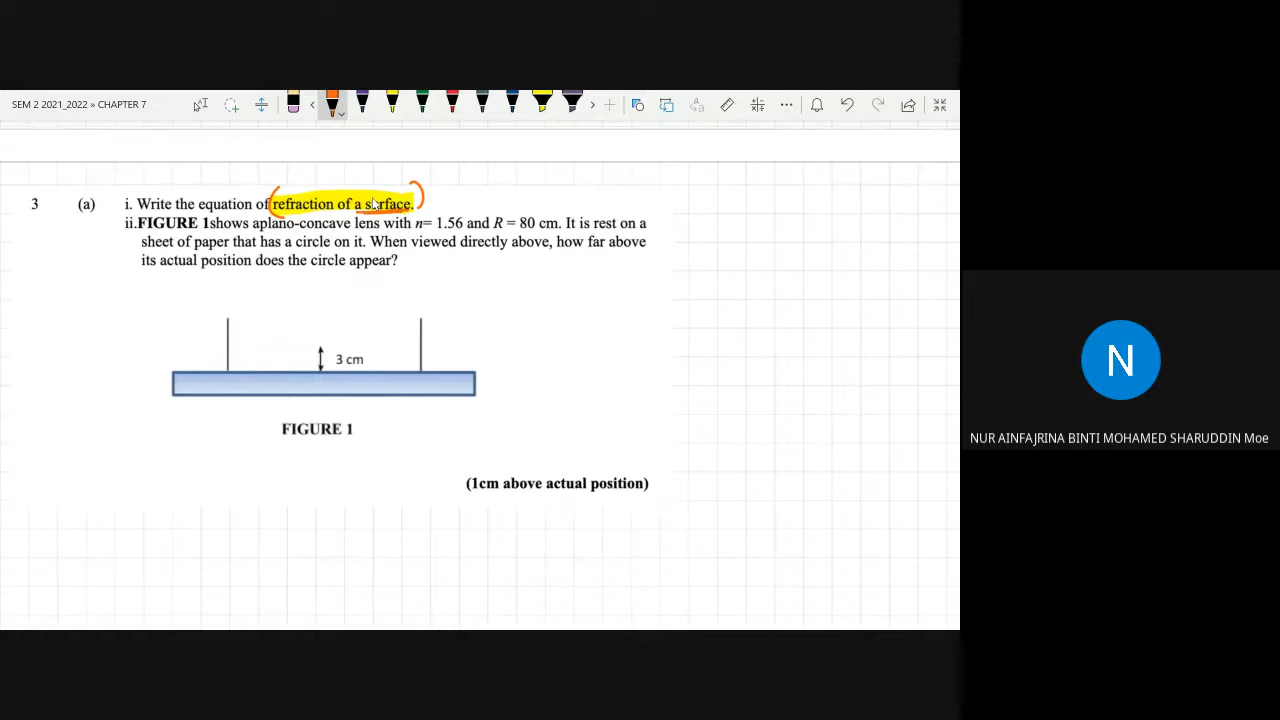 SEM 2 2021_2022 » CHAPTER 7
3 (a) i. Write the equation of refraction of a surface.
ii.FIGURE 1shows aplano-concave lens with n= 1.56 and R = 80 cm. It is rest on a
sheet of paper that has a circle on it. When viewed directly above, how far above
its actual position does the circle appear?
3 cm
FIGURE 1
(1cm above actual position)
N
NUR AINFAJRINA BINTI MOHAMED SHARUDDIN Moe